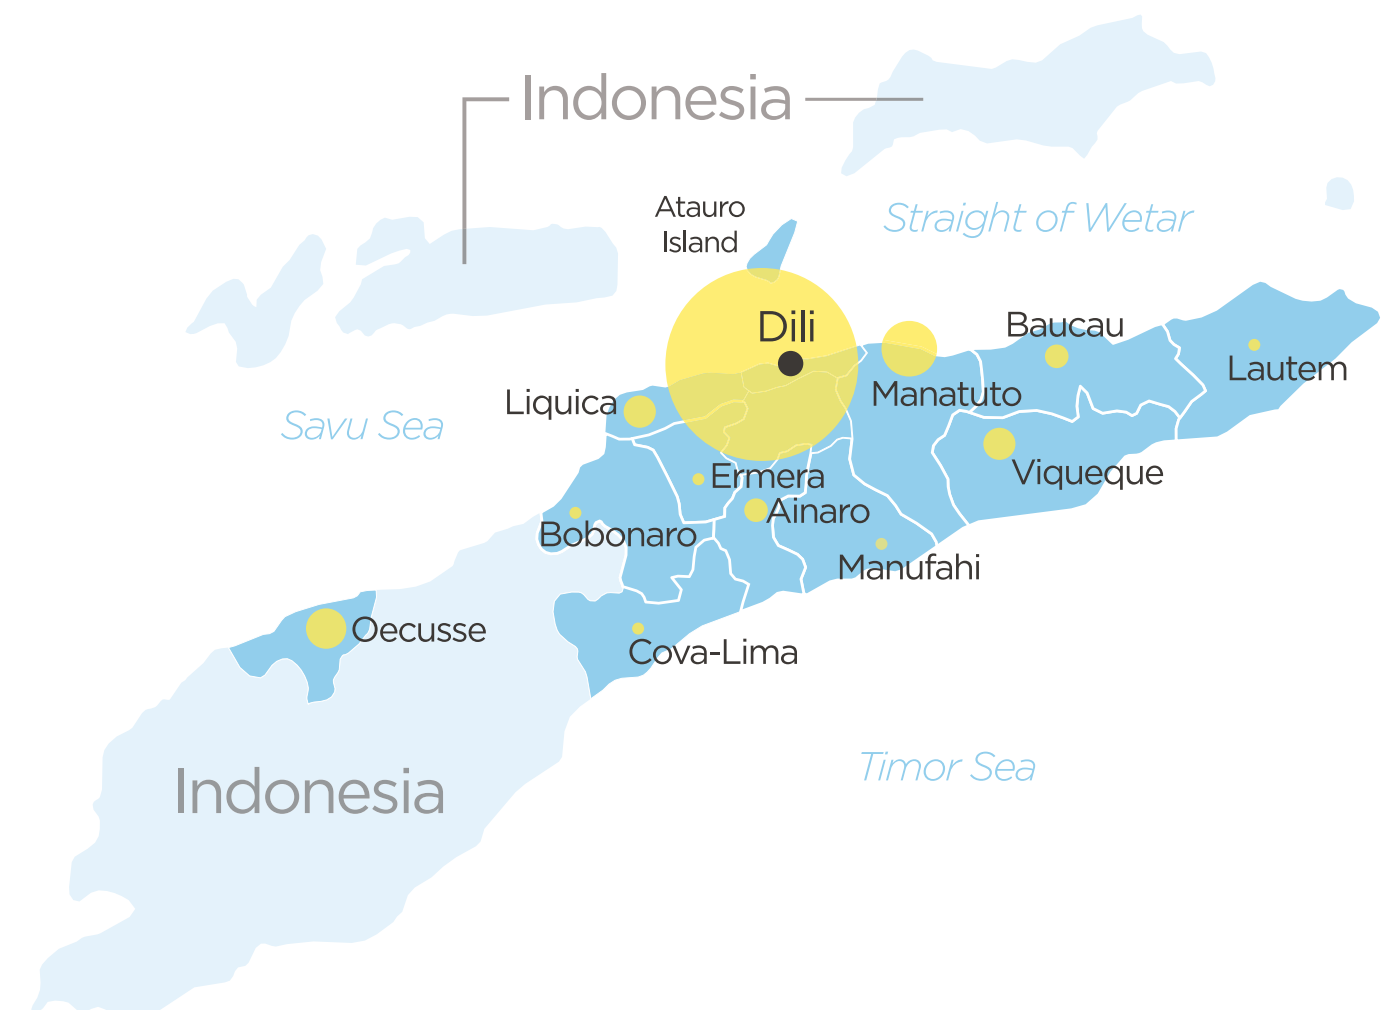 Indonesia
Atauro
Island
Straight of Wetar
Dili
Baucau
Lautem
Manatuto
Liquica
Savu Sea
Viqueque
Ermera
Ainaro
Bobonaro
Manufahi
Oecusse
Cova-Lima
Timor Sea
Indonesia